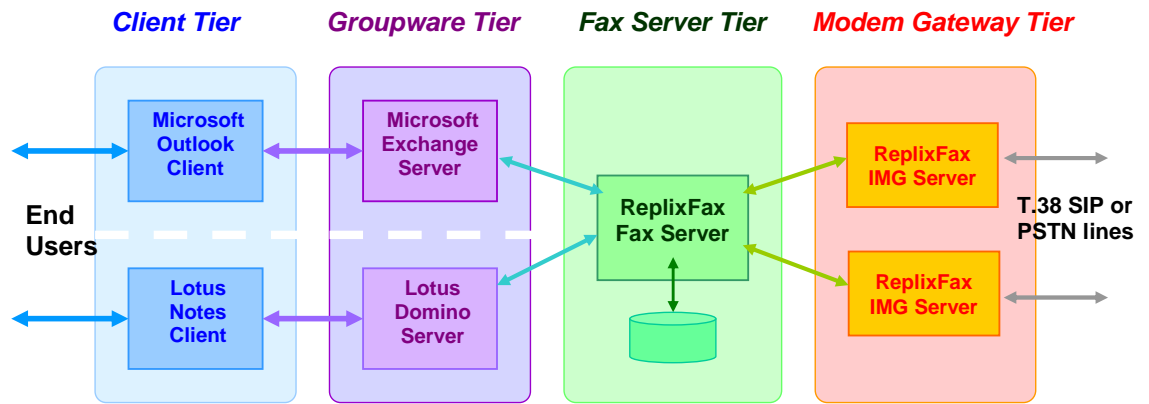 Client Tier
Groupware Tier
Fax Server Tier
Modem Gateway Tier
Microsoft
Outlook
Client
Microsoft
Exchange
Server
ReplixFax
IMG Server
End
Users
ReplixFax
Fax Server
T.38 SIP or
PSTN lines
Lotus
Notes
Client
Lotus
Domino
Server
ReplixFax
IMG Server